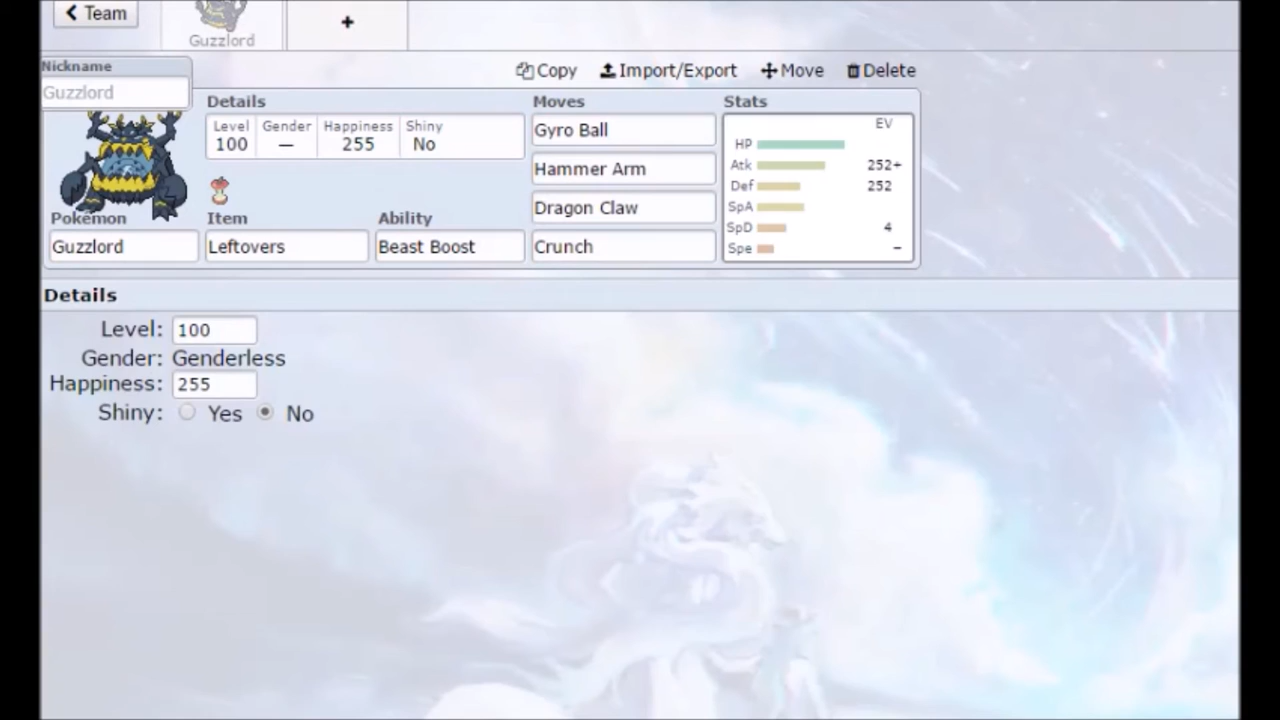 Team
Guzzlord
+
Nickname
Guzzlord
Copy
Import/Export
Move
Delete
Details
Moves
Stats
Level
Gender
Happiness
Shiny
100
—
255
No
Gyro Ball
Hammer Arm
Dragon Claw
Crunch
EV
HP
Atk 252+
Def 252
SpA
SpD 4
Spe –
Pokémon
Item
Ability
Guzzlord
Leftovers
Beast Boost
Details
Level: 100
Gender: Genderless
Happiness: 255
Shiny: Yes No